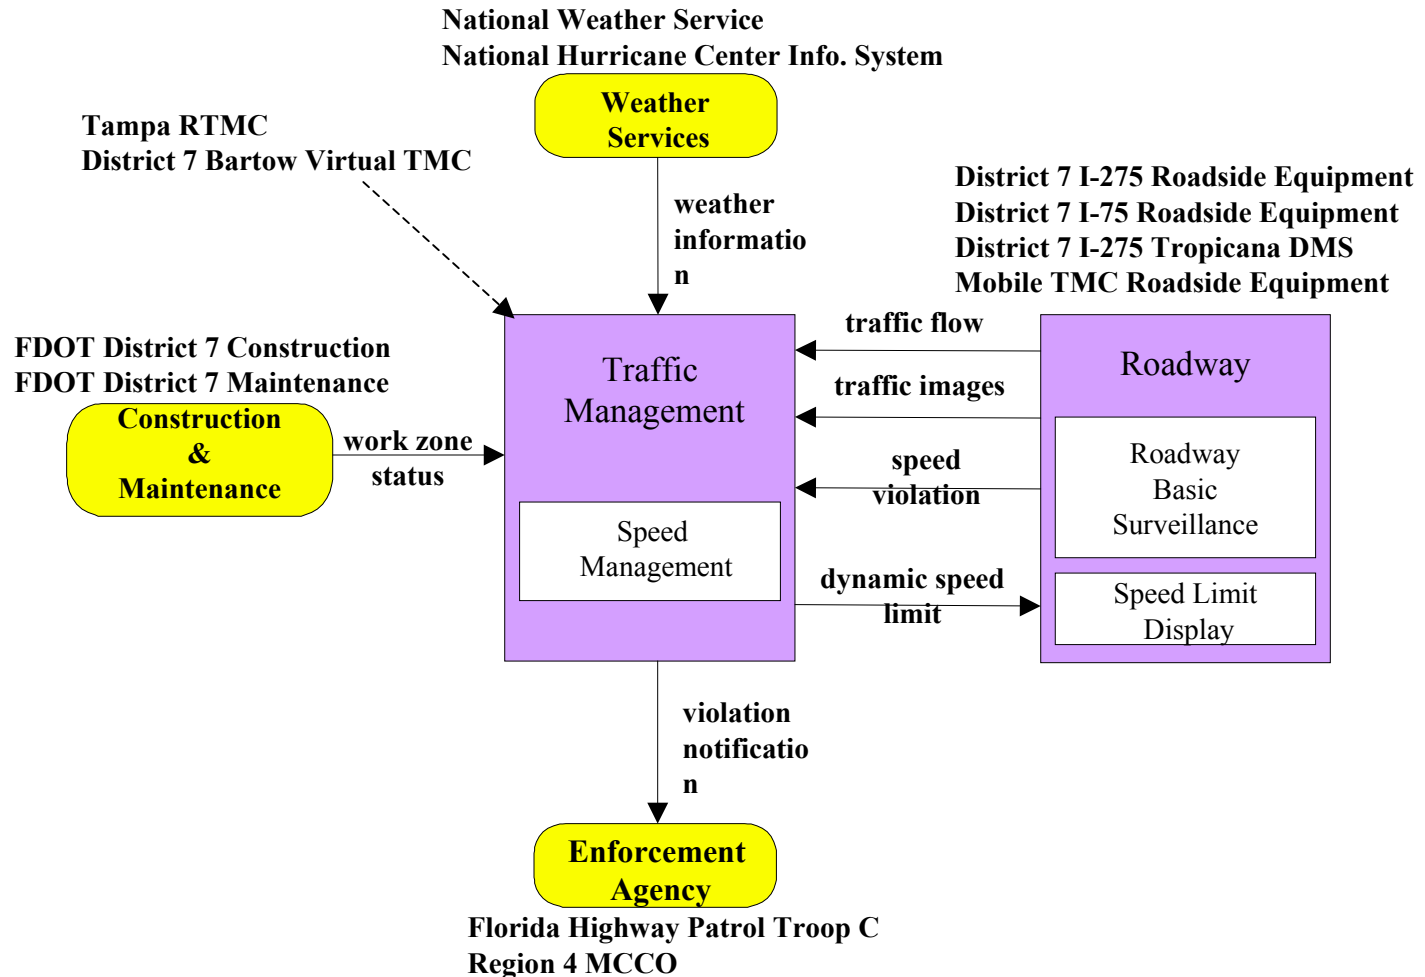 National Weather Service
National Hurricane Center Info. System
Weather
Services
Tampa RTMC
District 7 Bartow Virtual TMC
weather
informatio
n
District 7 I-275 Roadside Equipment
District 7 I-75 Roadside Equipment
District 7 I-275 Tropicana DMS
Mobile TMC Roadside Equipment
FDOT District 7 Construction
FDOT District 7 Maintenance
Construction
&
Maintenance
work zone
status
Traffic
Management
Speed
Management
traffic flow
traffic images
speed
violation
dynamic speed
limit
Roadway
Roadway
Basic
Surveillance
Speed Limit
Display
violation
notificatio
n
Enforcement
Agency
Florida Highway Patrol Troop C
Region 4 MCCO